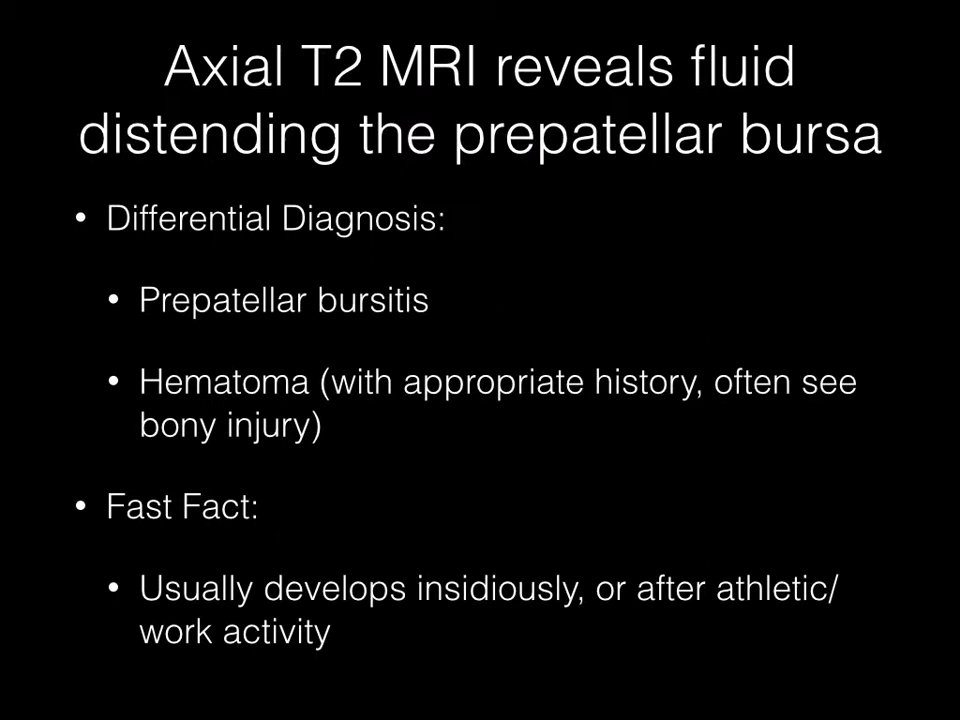 Axial T2 MRI reveals fluid
distending the prepatellar bursa
• Differential Diagnosis:
• Prepatellar bursitis
• Hematoma (with appropriate history, often see
bony injury)
• Fast Fact:
• Usually develops insidiously, or after athletic/
work activity